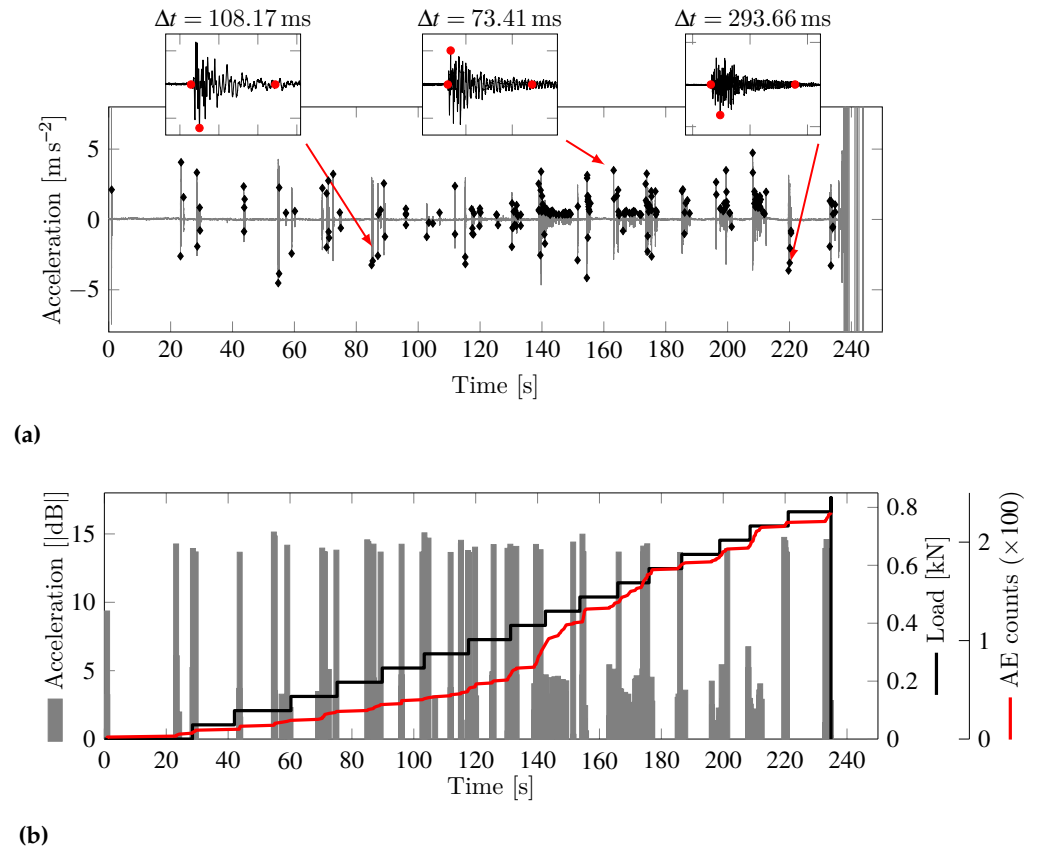 Δt = 108.17 ms
Δt = 73.41 ms
Δt = 293.66 ms
Acceleration [m s⁻²]
5
0
−5
0 20 40 60 80 100 120 140 160 180 200 220 240
Time [s]
(a)
Acceleration [|dB|]
15
10
5
0
0 20 40 60 80 100 120 140 160 180 200 220 240
Time [s]
0.8
0.6
0.4
0.2
0
Load [kN]
2
1
0
AE counts (×100)
(b)